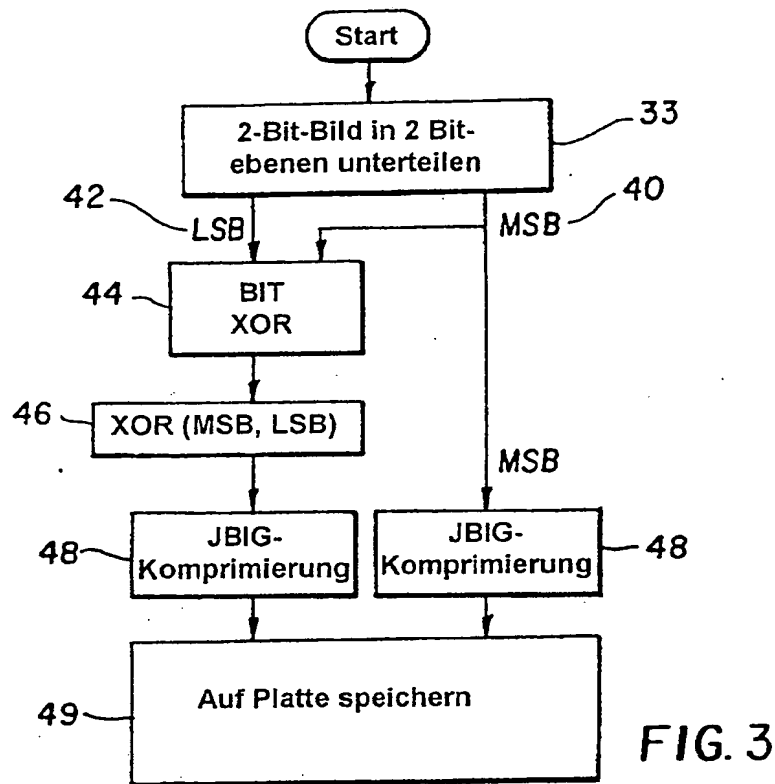 Start
2-Bit-Bild in 2 Bit-
ebenen unterteilen
33
42
LSB
MSB
40
44
BIT
XOR
46
XOR (MSB, LSB)
MSB
48
JBIG-
Komprimierung
JBIG-
Komprimierung
48
49
Auf Platte speichern
FIG. 3